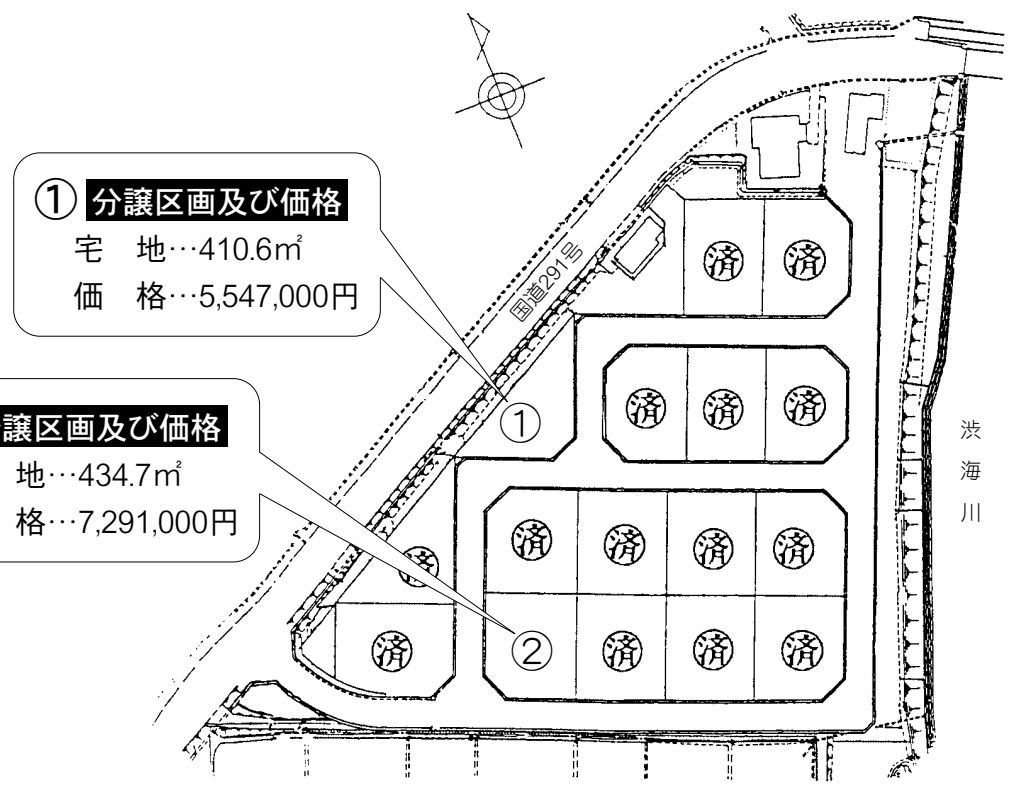 ① 分譲区画及び価格
宅　地…410.6㎡
価　格…5,547,000円
譲区画及び価格
地…434.7㎡
格…7,291,000円
国道291号
済 済
①
済 済 済
渋海川
済 済 済 済
済
済
② 済 済 済